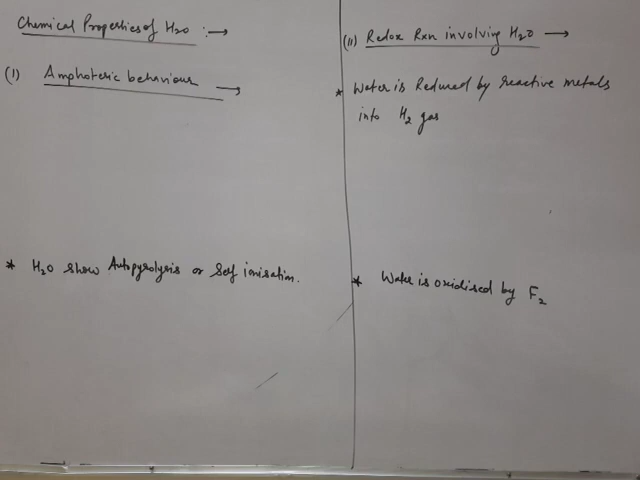 Chemical Properties of H₂O :→
(I) Amphoteric behaviour →
* H₂O show Autopyrolysis or Self ionisation.
(II) Redox Rxn involving H₂O →
* Water is Reduced by reactive metals
into H₂ gas
* Water is oxidised by F₂